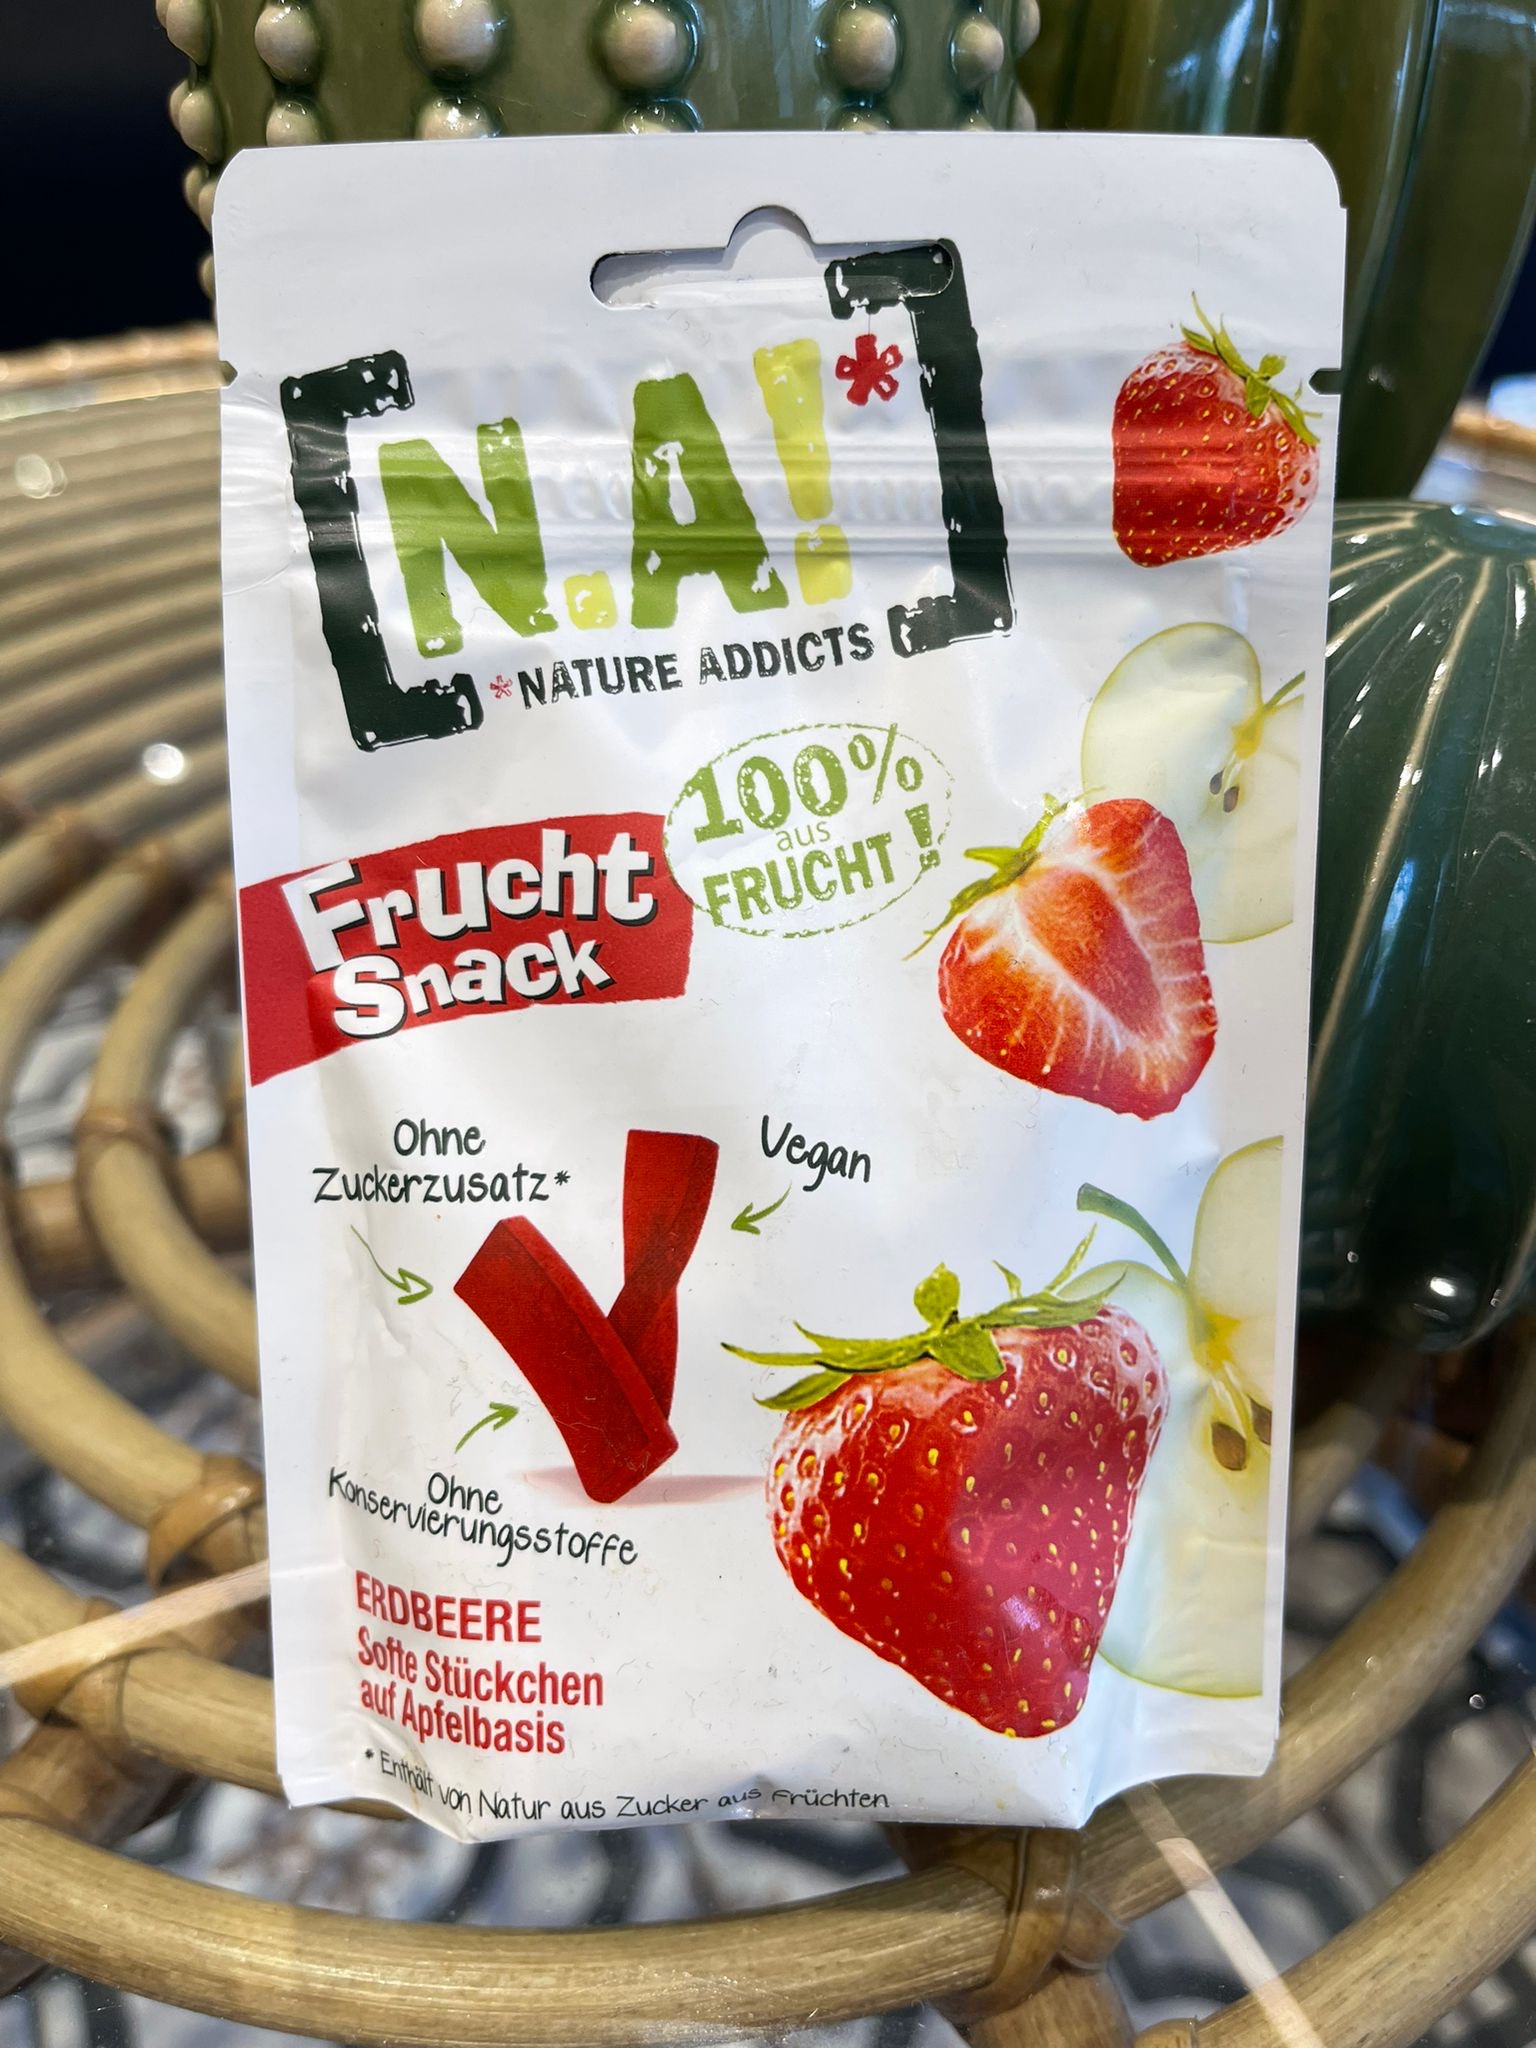 [N.A!*]
*NATURE ADDICTS
100%
aus
FRUCHT!
Frucht
Snack
Ohne
Zuckerzusatz*
Vegan
Ohne
Konservierungsstoffe
ERDBEERE
Softe Stückchen
auf Apfelbasis
* Enthält von Natur aus Zucker aus Früchten